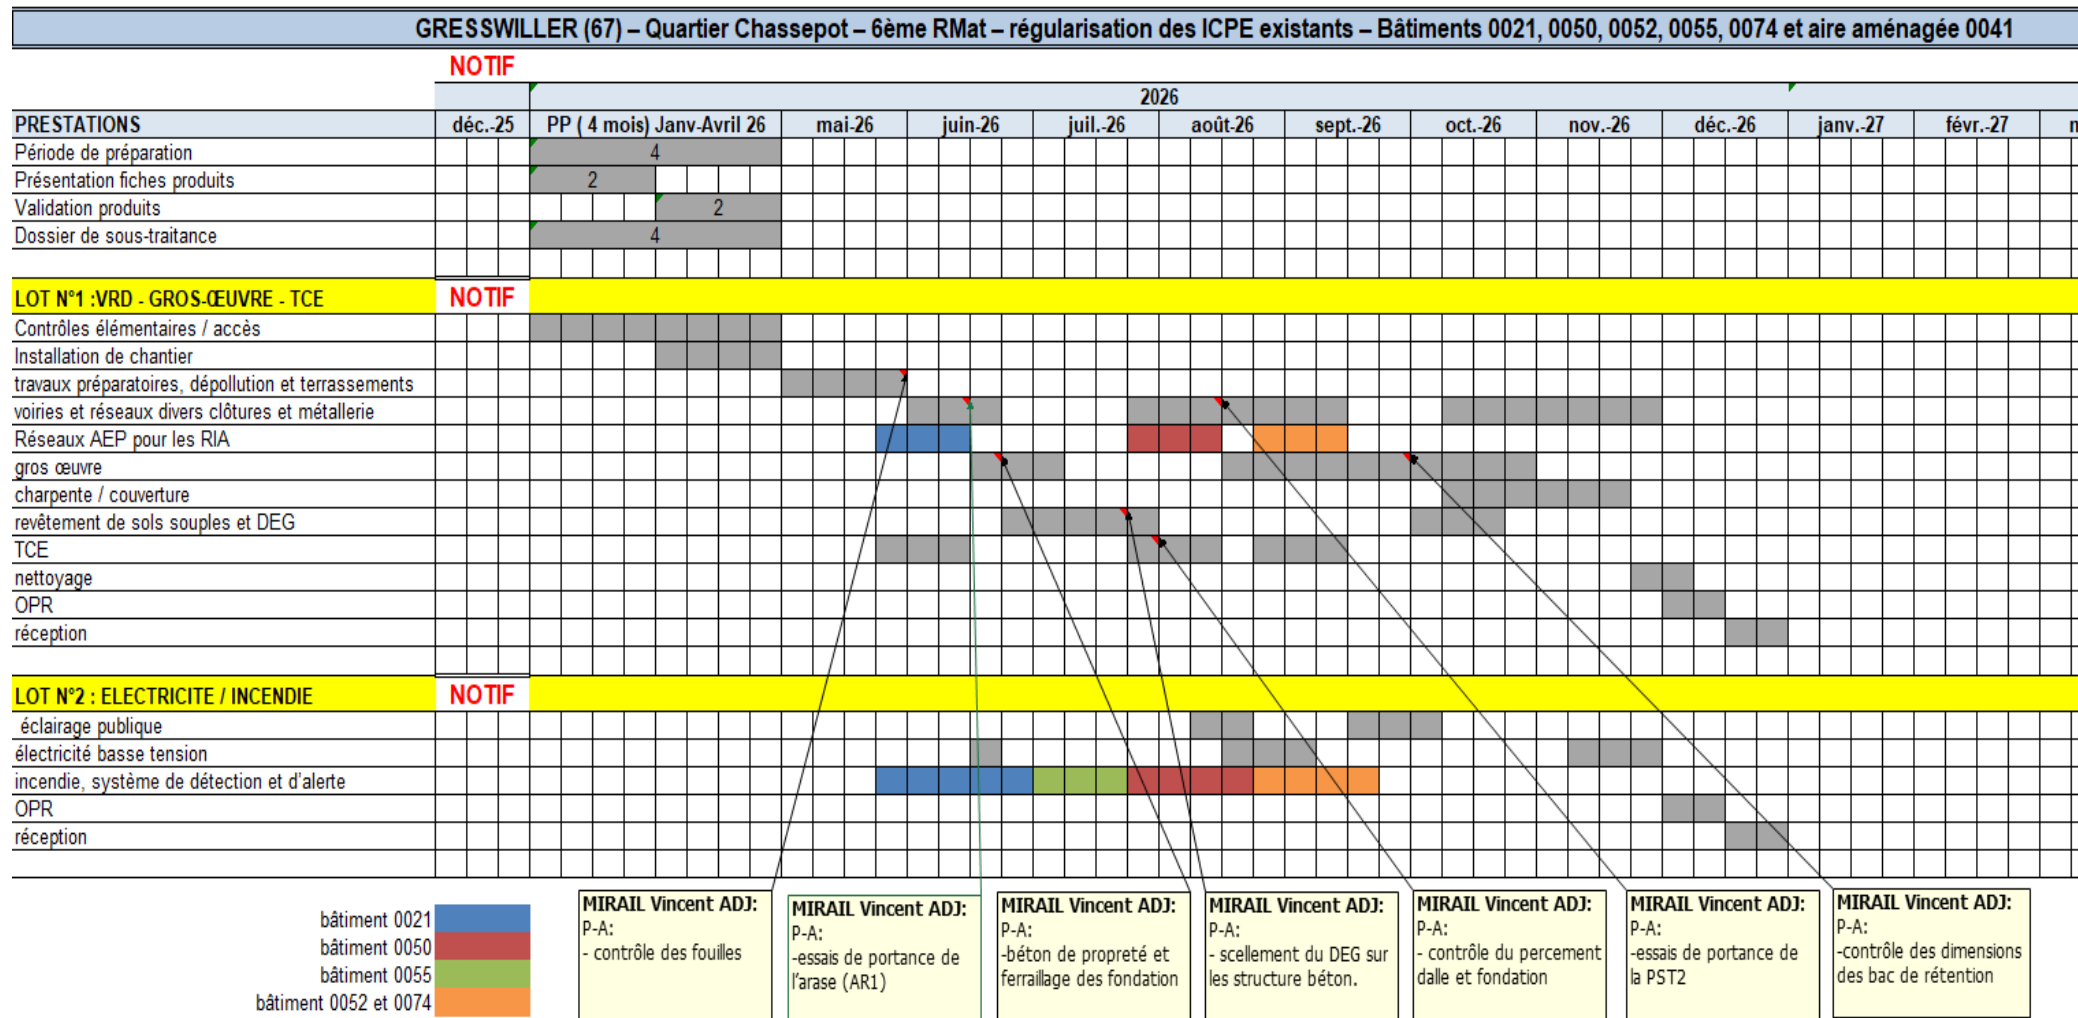 GRESSWILLER (67) – Quartier Chassepot – 6ème RMat – régularisation des ICPE existants – Bâtiments 0021, 0050, 0052, 0055, 0074 et aire aménagée 0041
NOTIF
2026
PRESTATIONS déc.-25 PP ( 4 mois) Janv-Avril 26 mai-26 juin-26 juil.-26 août-26 sept.-26 oct.-26 nov.-26 déc.-26 janv.-27 févr.-27
Période de préparation 4
Présentation fiches produits 2
Validation produits 2
Dossier de sous-traitance 4
LOT N°1 :VRD - GROS-ŒUVRE - TCE NOTIF
Contrôles élémentaires / accès
Installation de chantier
travaux préparatoires, dépollution et terrassements
voiries et réseaux divers clôtures et métallerie
Réseaux AEP pour les RIA
gros œuvre
charpente / couverture
revêtement de sols souples et DEG
TCE
nettoyage
OPR
réception
LOT N°2 : ELECTRICITE / INCENDIE NOTIF
éclairage publique
électricité basse tension
incendie, système de détection et d'alerte
OPR
réception
bâtiment 0021
bâtiment 0050
bâtiment 0055
bâtiment 0052 et 0074
MIRAIL Vincent ADJ:
P-A:
- contrôle des fouilles
MIRAIL Vincent ADJ:
P-A:
-essais de portance de
l'arase (AR1)
MIRAIL Vincent ADJ:
P-A:
-béton de propreté et
ferraillage des fondation
MIRAIL Vincent ADJ:
P-A:
- scellement du DEG sur
les structure béton.
MIRAIL Vincent ADJ:
P-A:
- contrôle du percement
dalle et fondation
MIRAIL Vincent ADJ:
P-A:
-essais de portance de
la PST2
MIRAIL Vincent ADJ:
P-A:
-contrôle des dimensions
des bac de rétention